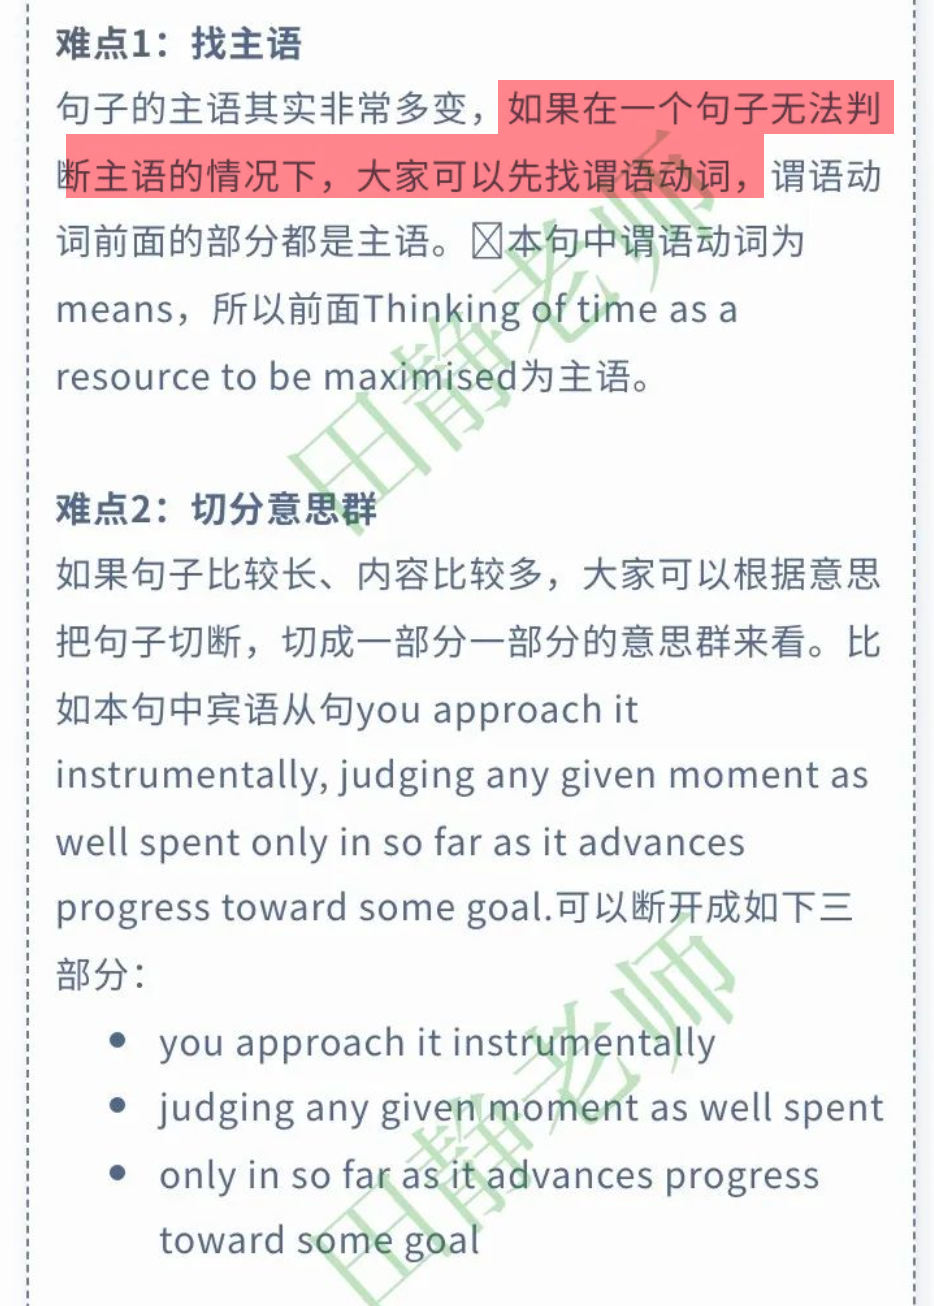 难点1：找主语
句子的主语其实非常多变，如果在一个句子无法判
断主语的情况下，大家可以先找谓语动词，谓语动
词前面的部分都是主语。本句中谓语动词为
means，所以前面Thinking of time as a
resource to be maximised为主语。
难点2：切分意思群
如果句子比较长、内容比较多，大家可以根据意思
把句子切断，切成一部分一部分的意思群来看。比
如本句中宾语从句you approach it
instrumentally, judging any given moment as
well spent only in so far as it advances
progress toward some goal.可以断开成如下三
部分：
● you approach it instrumentally
● judging any given moment as well spent
● only in so far as it advances progress
toward some goal
田静老师
田静老师